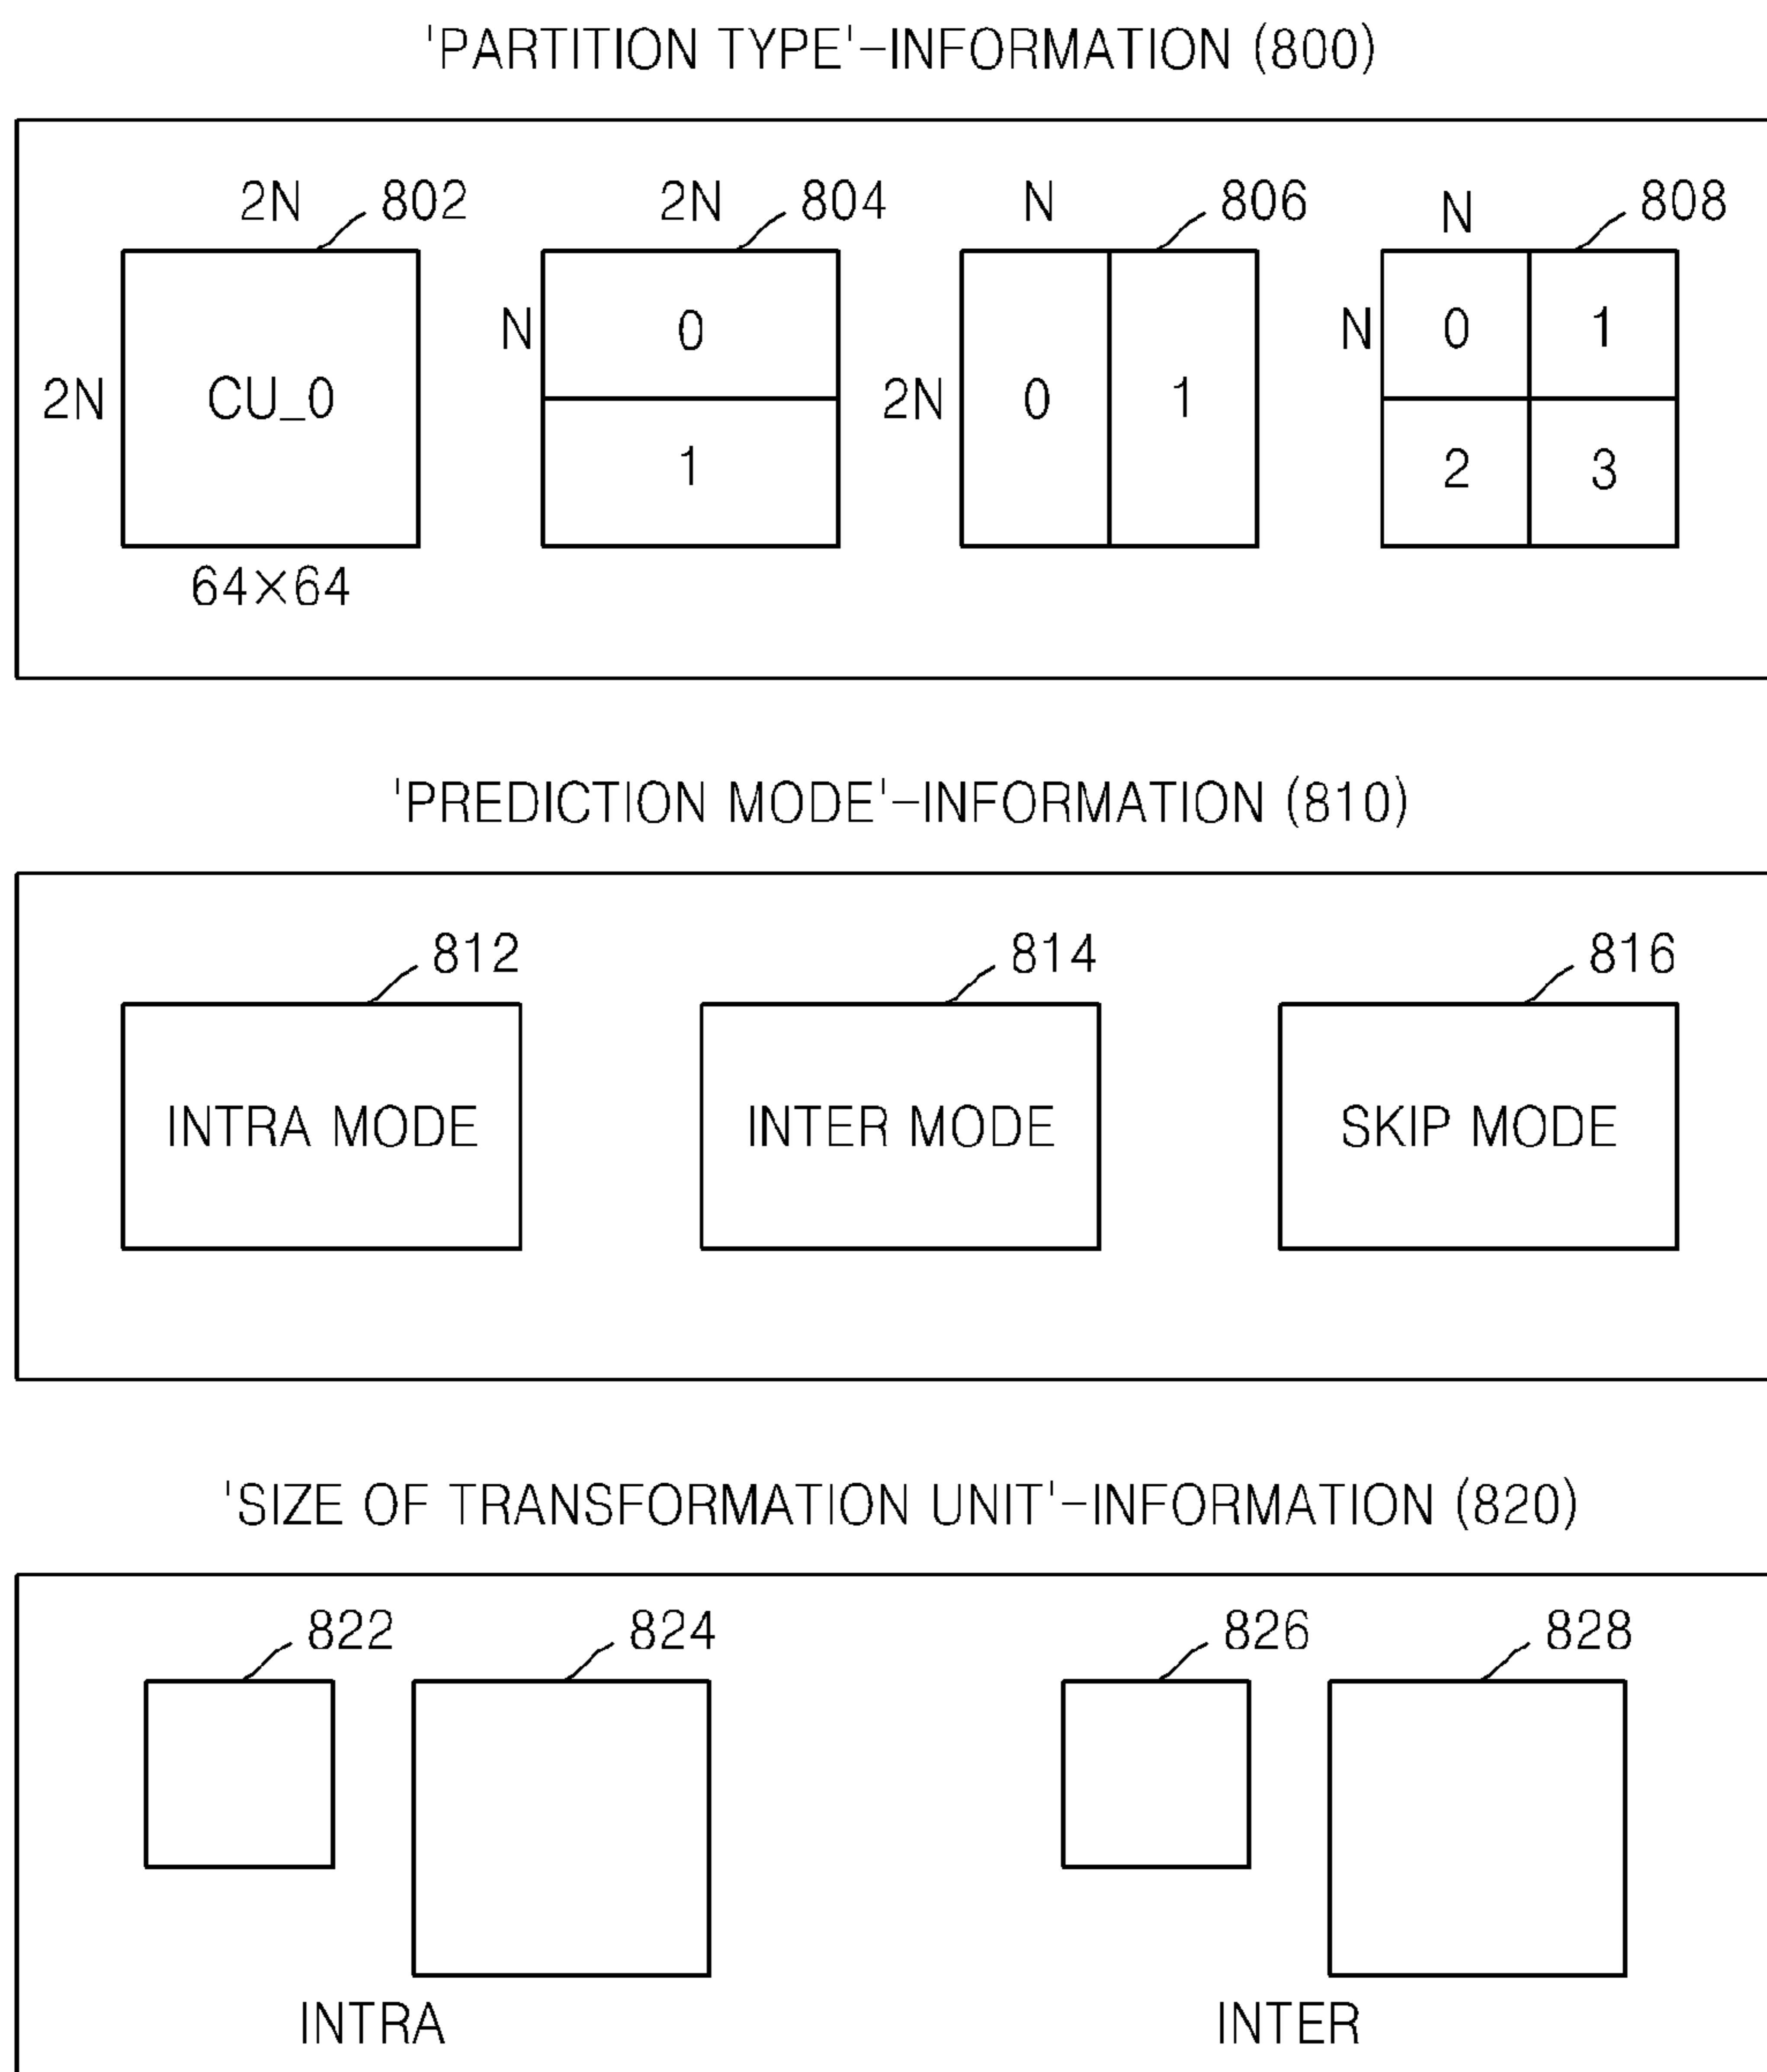 'PARTITION TYPE'-INFORMATION (800)
2N 802 2N 804 N 806 N 808
N 0 N 0 1
2N CU_0 2N 0 1
1 2 3
64×64
'PREDICTION MODE'-INFORMATION (810)
812 814 816
INTRA MODE INTER MODE SKIP MODE
'SIZE OF TRANSFORMATION UNIT'-INFORMATION (820)
822 824 826 828
INTRA INTER